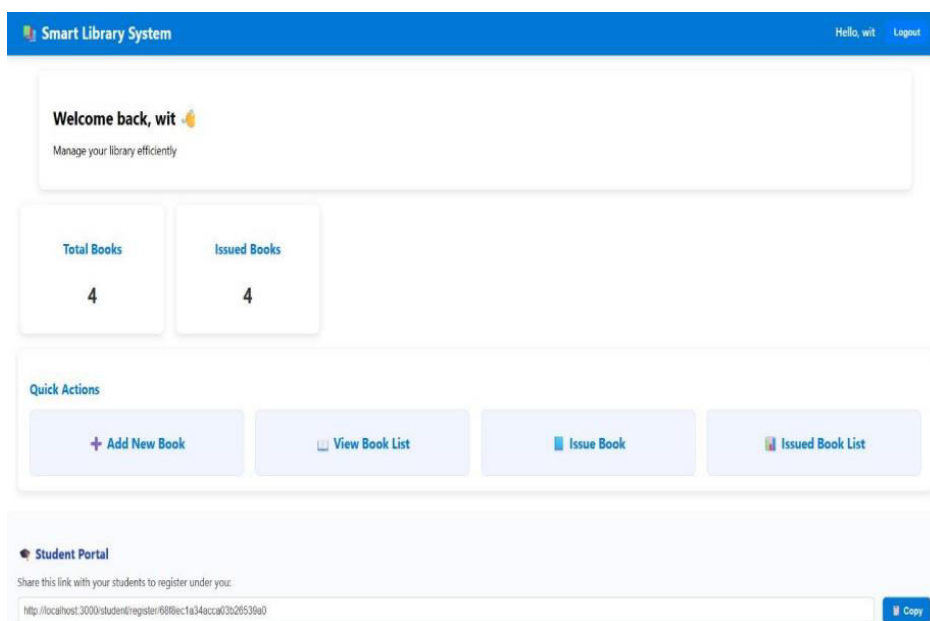 Smart Library System
Hello, wit Logout
Welcome back, wit
Manage your library efficiently
Total Books Issued Books
4 4
Quick Actions
Add New Book View Book List Issue Book Issued Book List
Student Portal
Share this link with your students to register under you:
http://localhost:3000/student/register/68f8ec1a34acca03b26539a0 Copy